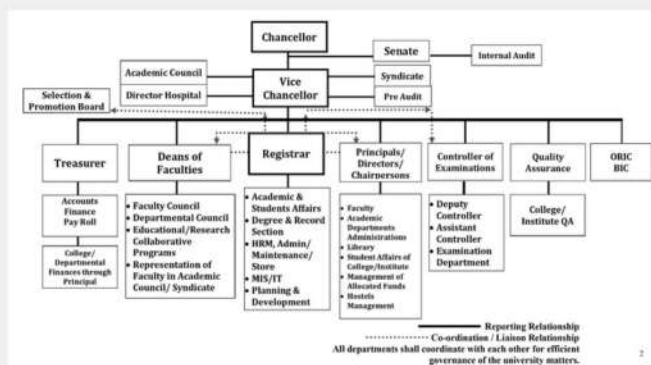 Chancellor
Senate
Internal Audit
Academic Council
Syndicate
Vice
Chancellor
Director Hospital
Pre Audit
Selection &
Promotion Board
Treasurer
Deans of
Faculties
Registrar
Principals/
Directors/
Chairpersons
Controller of
Examinations
Quality
Assurance
ORIC
BIC
Accounts
Finance
Pay Roll
College/
Departmental
Finances through
Principal
• Faculty Council
• Departmental Council
• Educational/Research
Collaborative
Programs
• Representation of
Faculty in Academic
Council/ Syndicate
• Academic &
Students Affairs
• Degree & Record
Section
• HRM, Admin/
Maintenance/
Store
• MIS/IT
• Planning &
Development
• Faculty
• Academic
Departments
Administrations
• Library
• Student Affairs of
College/Institute
• Management of
Allocated Funds
• Hostels
Management
• Deputy
Controller
• Assistant
Controller
• Examination
Department
College/
Institute QA
Reporting Relationship
Co-ordination / Liaison Relationship
All departments shall coordinate with each other for efficient
governance of the university matters.
2